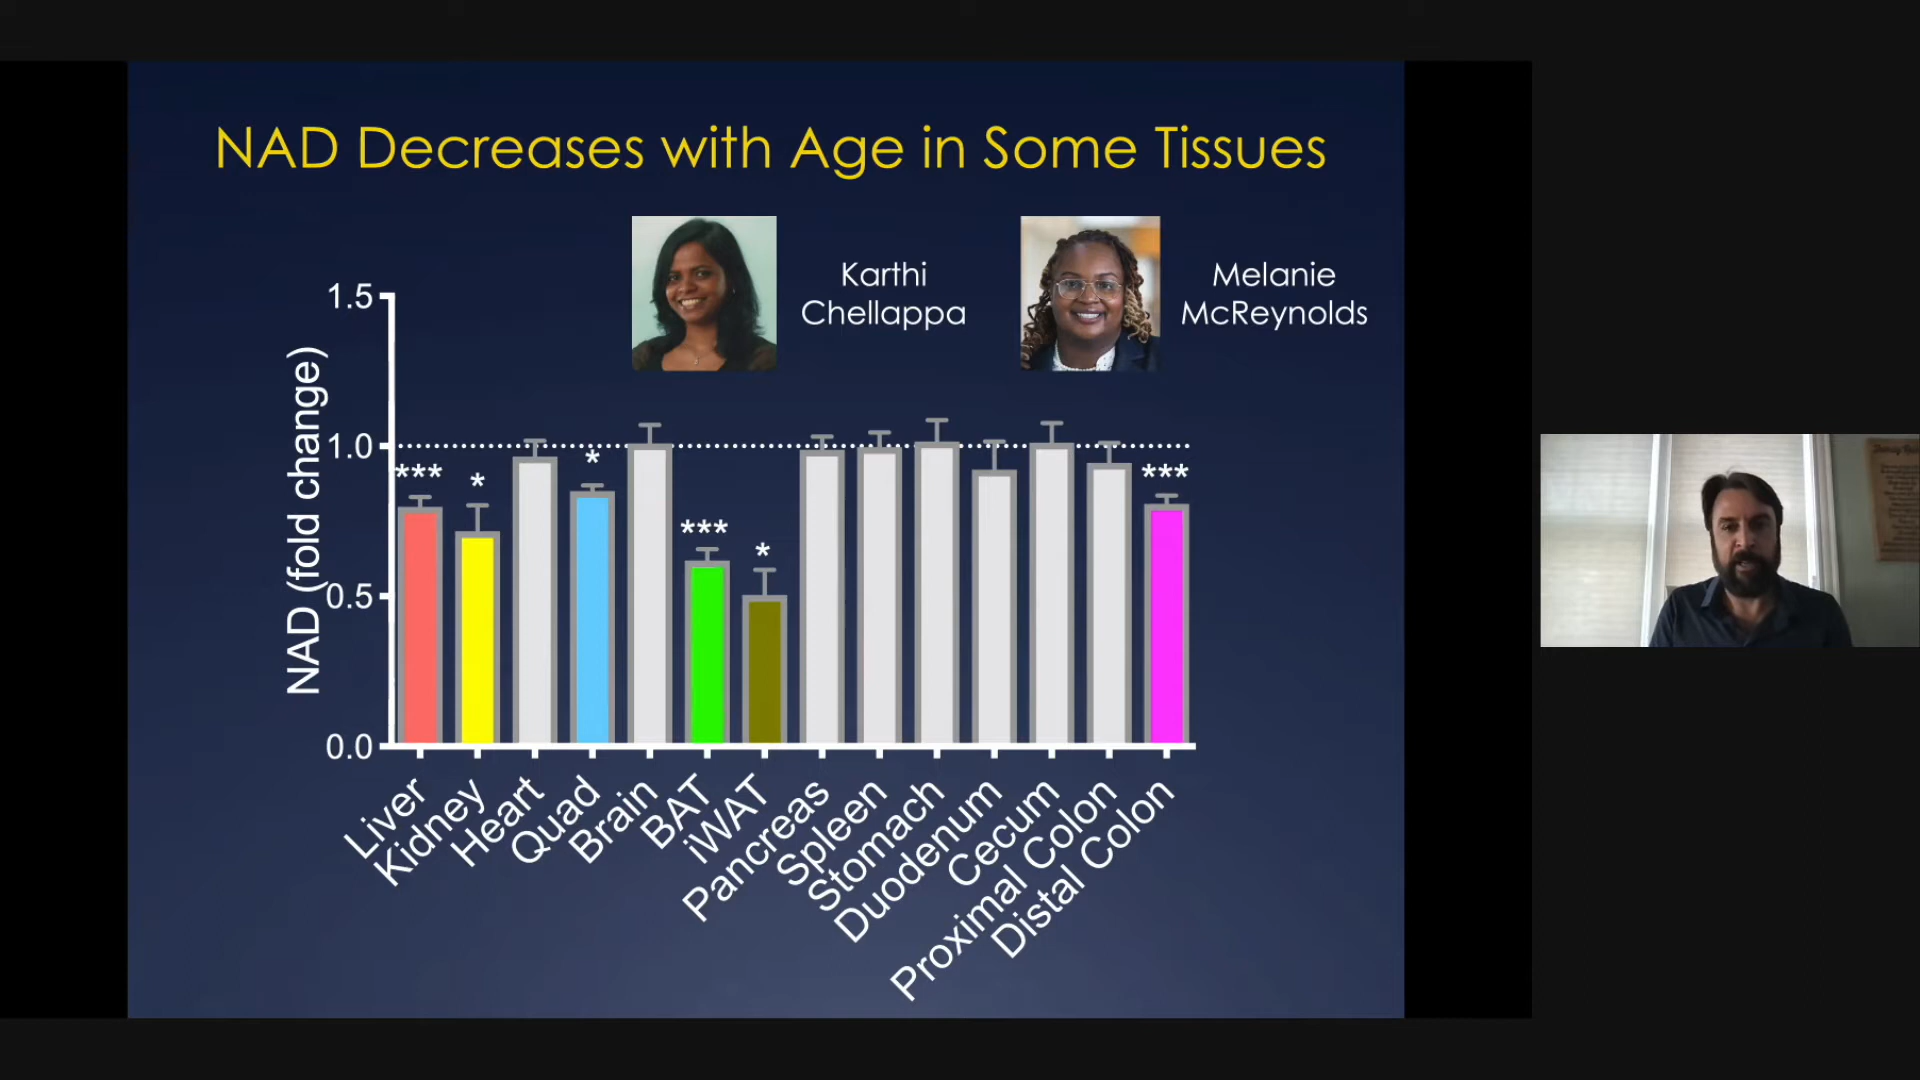 NAD Decreases with Age in Some Tissues
Karthi
Chellappa
Melanie
McReynolds
NAD (fold change)
1.5
1.0
0.5
0.0
***
*
*
***
*
***
Liver
Kidney
Heart
Quad
Brain
BAT
iWAT
Pancreas
Spleen
Stomach
Duodenum
Cecum
Proximal Colon
Distal Colon